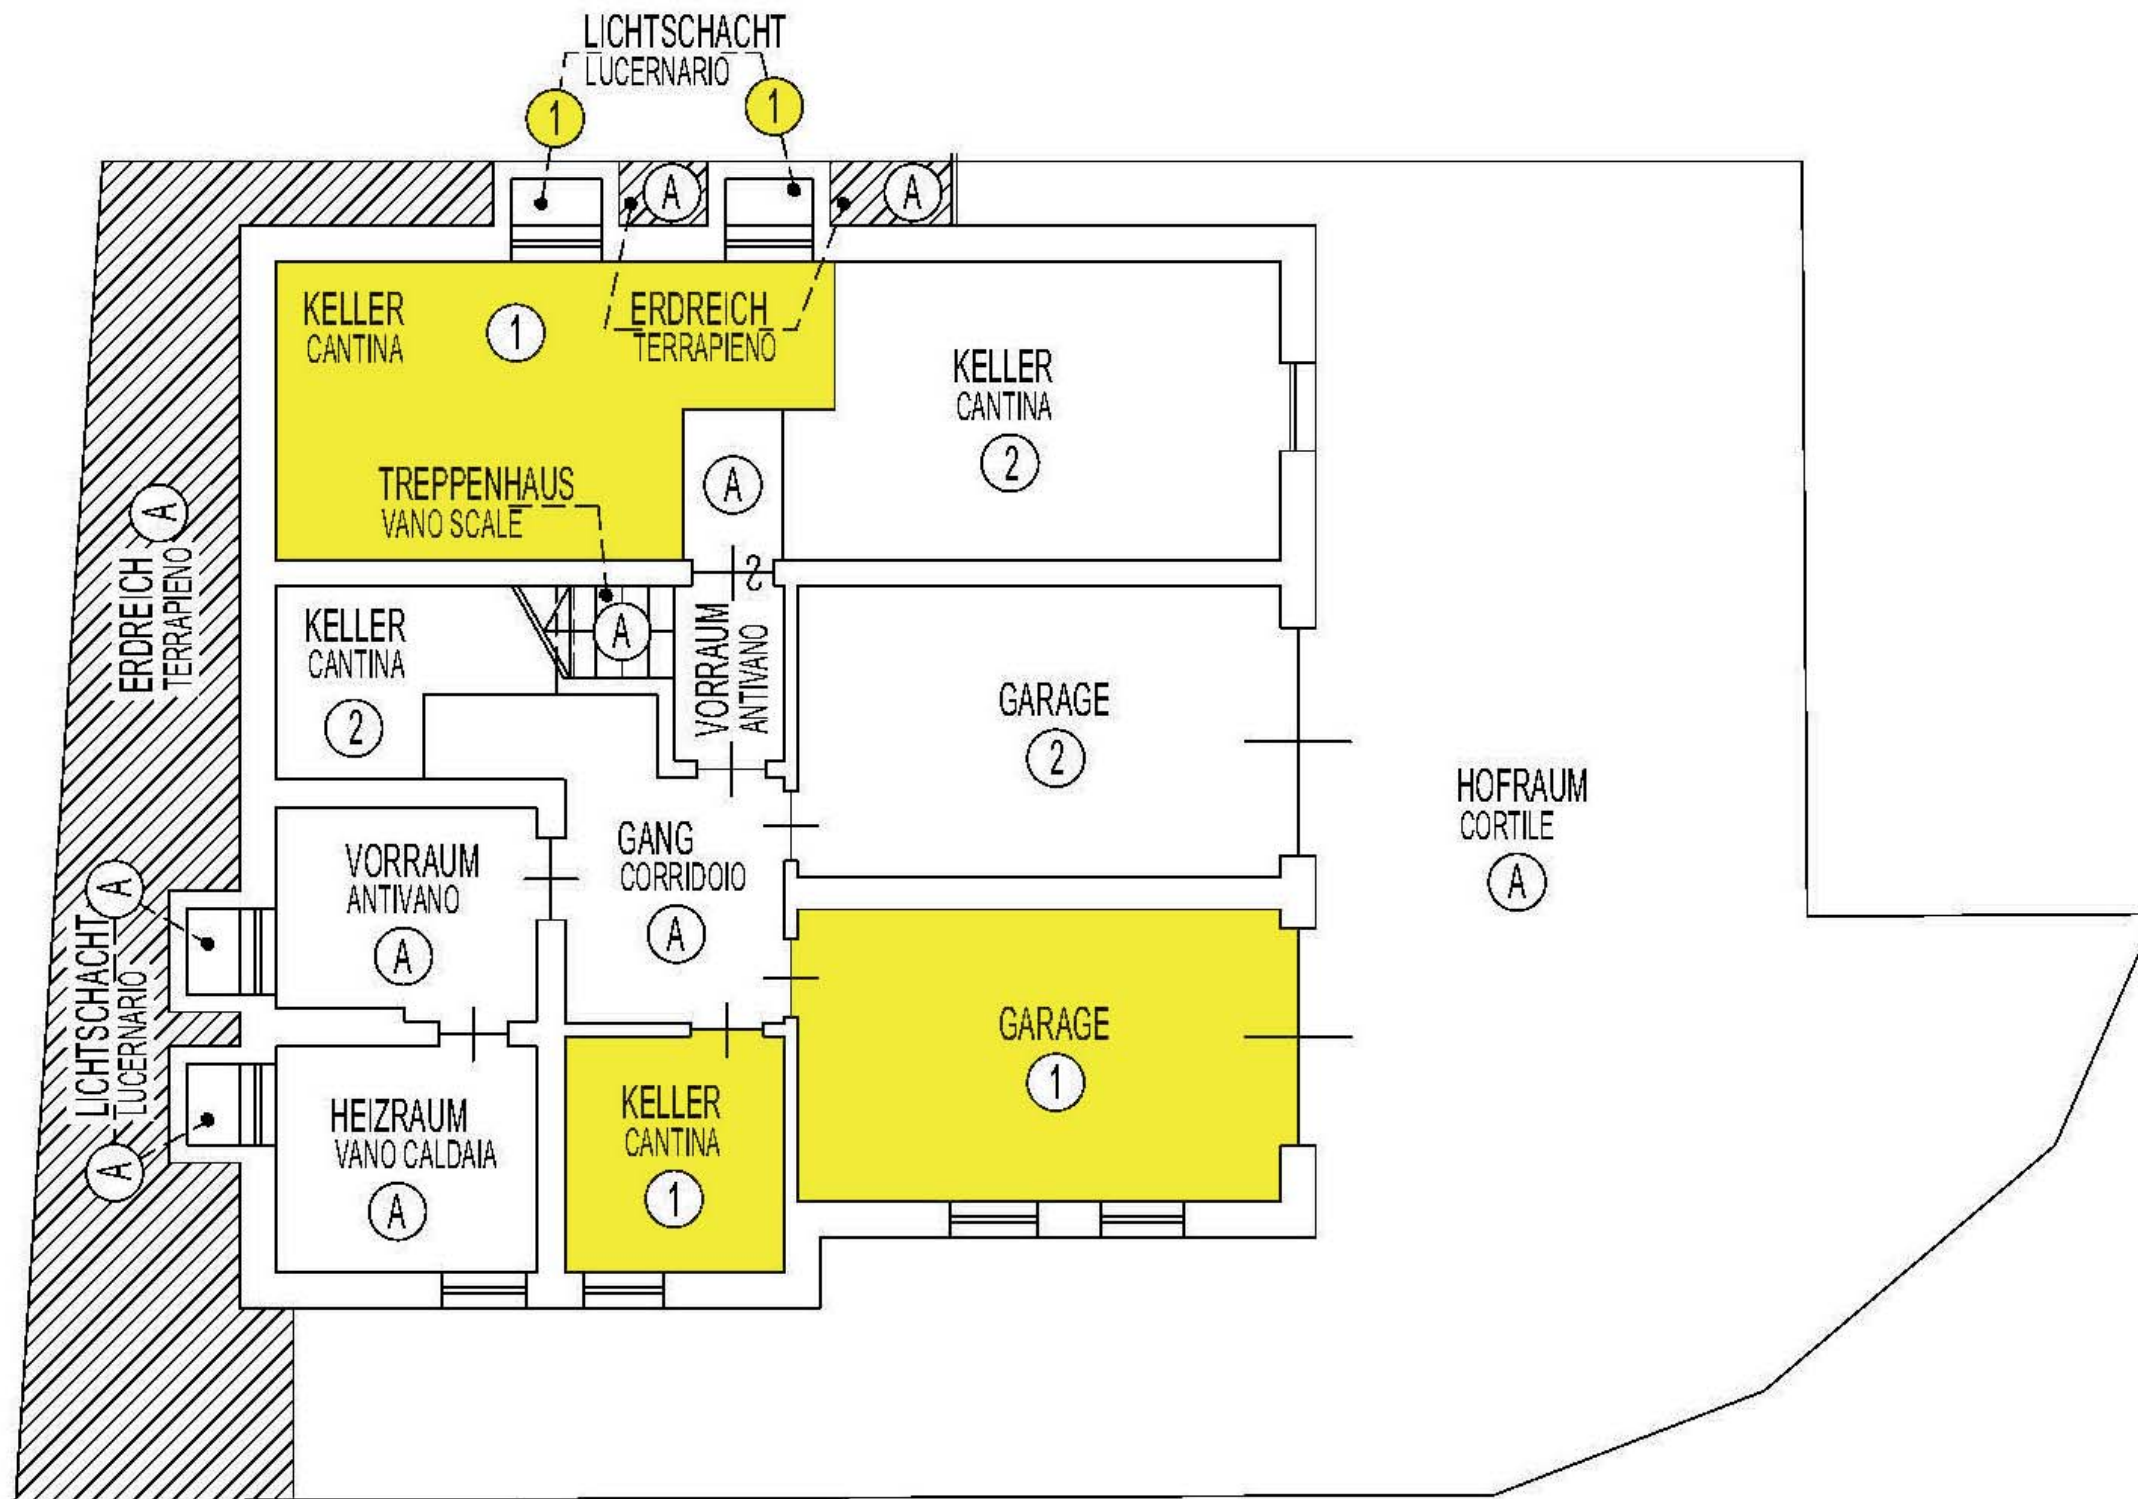 LICHTSCHACHT
LUCERNARIO
1
1
A
A
KELLER
CANTINA
1
ERDREICH
TERRAPIENO
KELLER
CANTINA
2
TREPPENHAUS
VANO SCALE
A
A
ERDREICH
TERRAPIENO
KELLER
CANTINA
2
A
VORRAUM
ANTIVANO
GARAGE
2
HOFRAUM
CORTILE
A
VORRAUM
ANTIVANO
A
GANG
CORRIDOIO
A
A
LICHTSCHACHT
LUCERNARIO
A
GARAGE
1
HEIZRAUM
VANO CALDAIA
A
KELLER
CANTINA
1